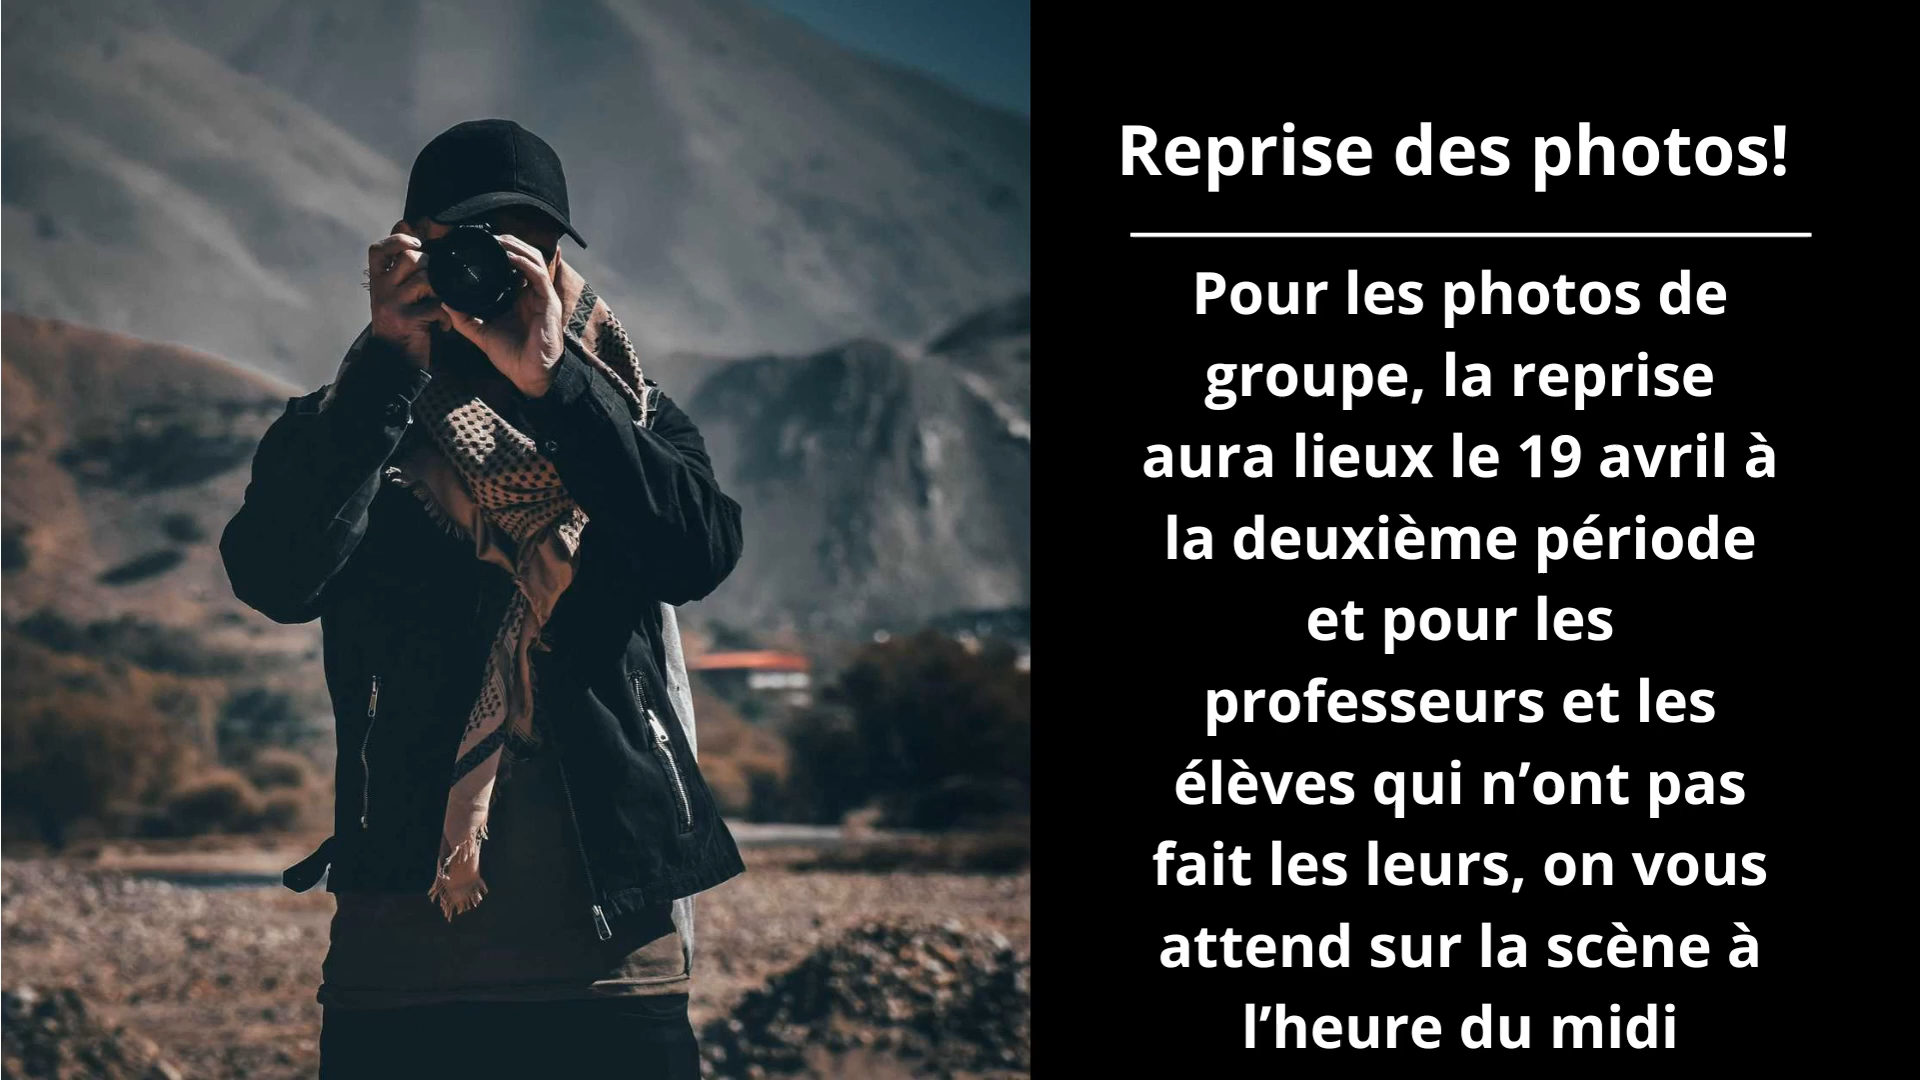 Reprise des photos!
Pour les photos de
groupe, la reprise
aura lieux le 19 avril à
la deuxième période
et pour les
professeurs et les
élèves qui n’ont pas
fait les leurs, on vous
attend sur la scène à
l’heure du midi